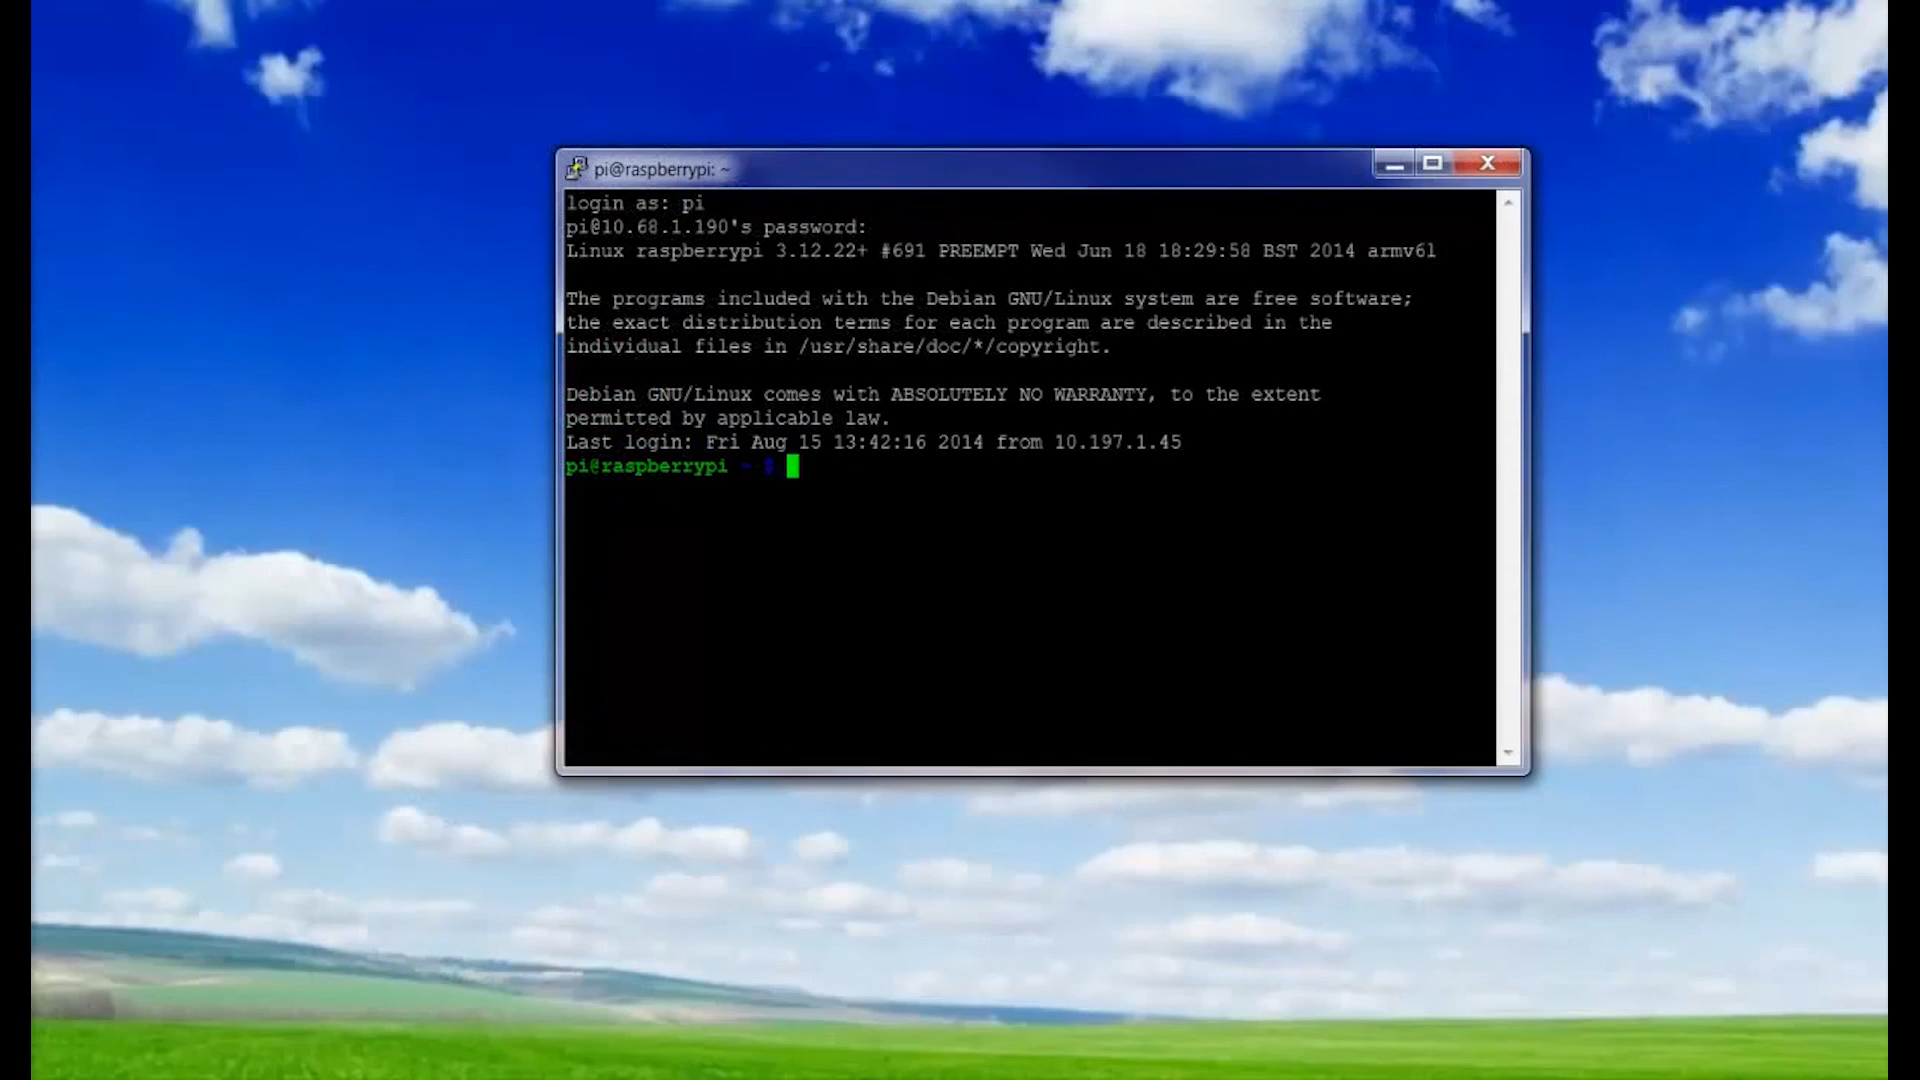 pi@raspberrypi: ~
login as: pi
pi@10.68.1.190's password:
Linux raspberrypi 3.12.22+ #691 PREEMPT Wed Jun 18 18:29:58 BST 2014 armv6l
The programs included with the Debian GNU/Linux system are free software;
the exact distribution terms for each program are described in the
individual files in /usr/share/doc/*/copyright.
Debian GNU/Linux comes with ABSOLUTELY NO WARRANTY, to the extent
permitted by applicable law.
Last login: Fri Aug 15 13:42:16 2014 from 10.197.1.45
pi@raspberrypi ~ $